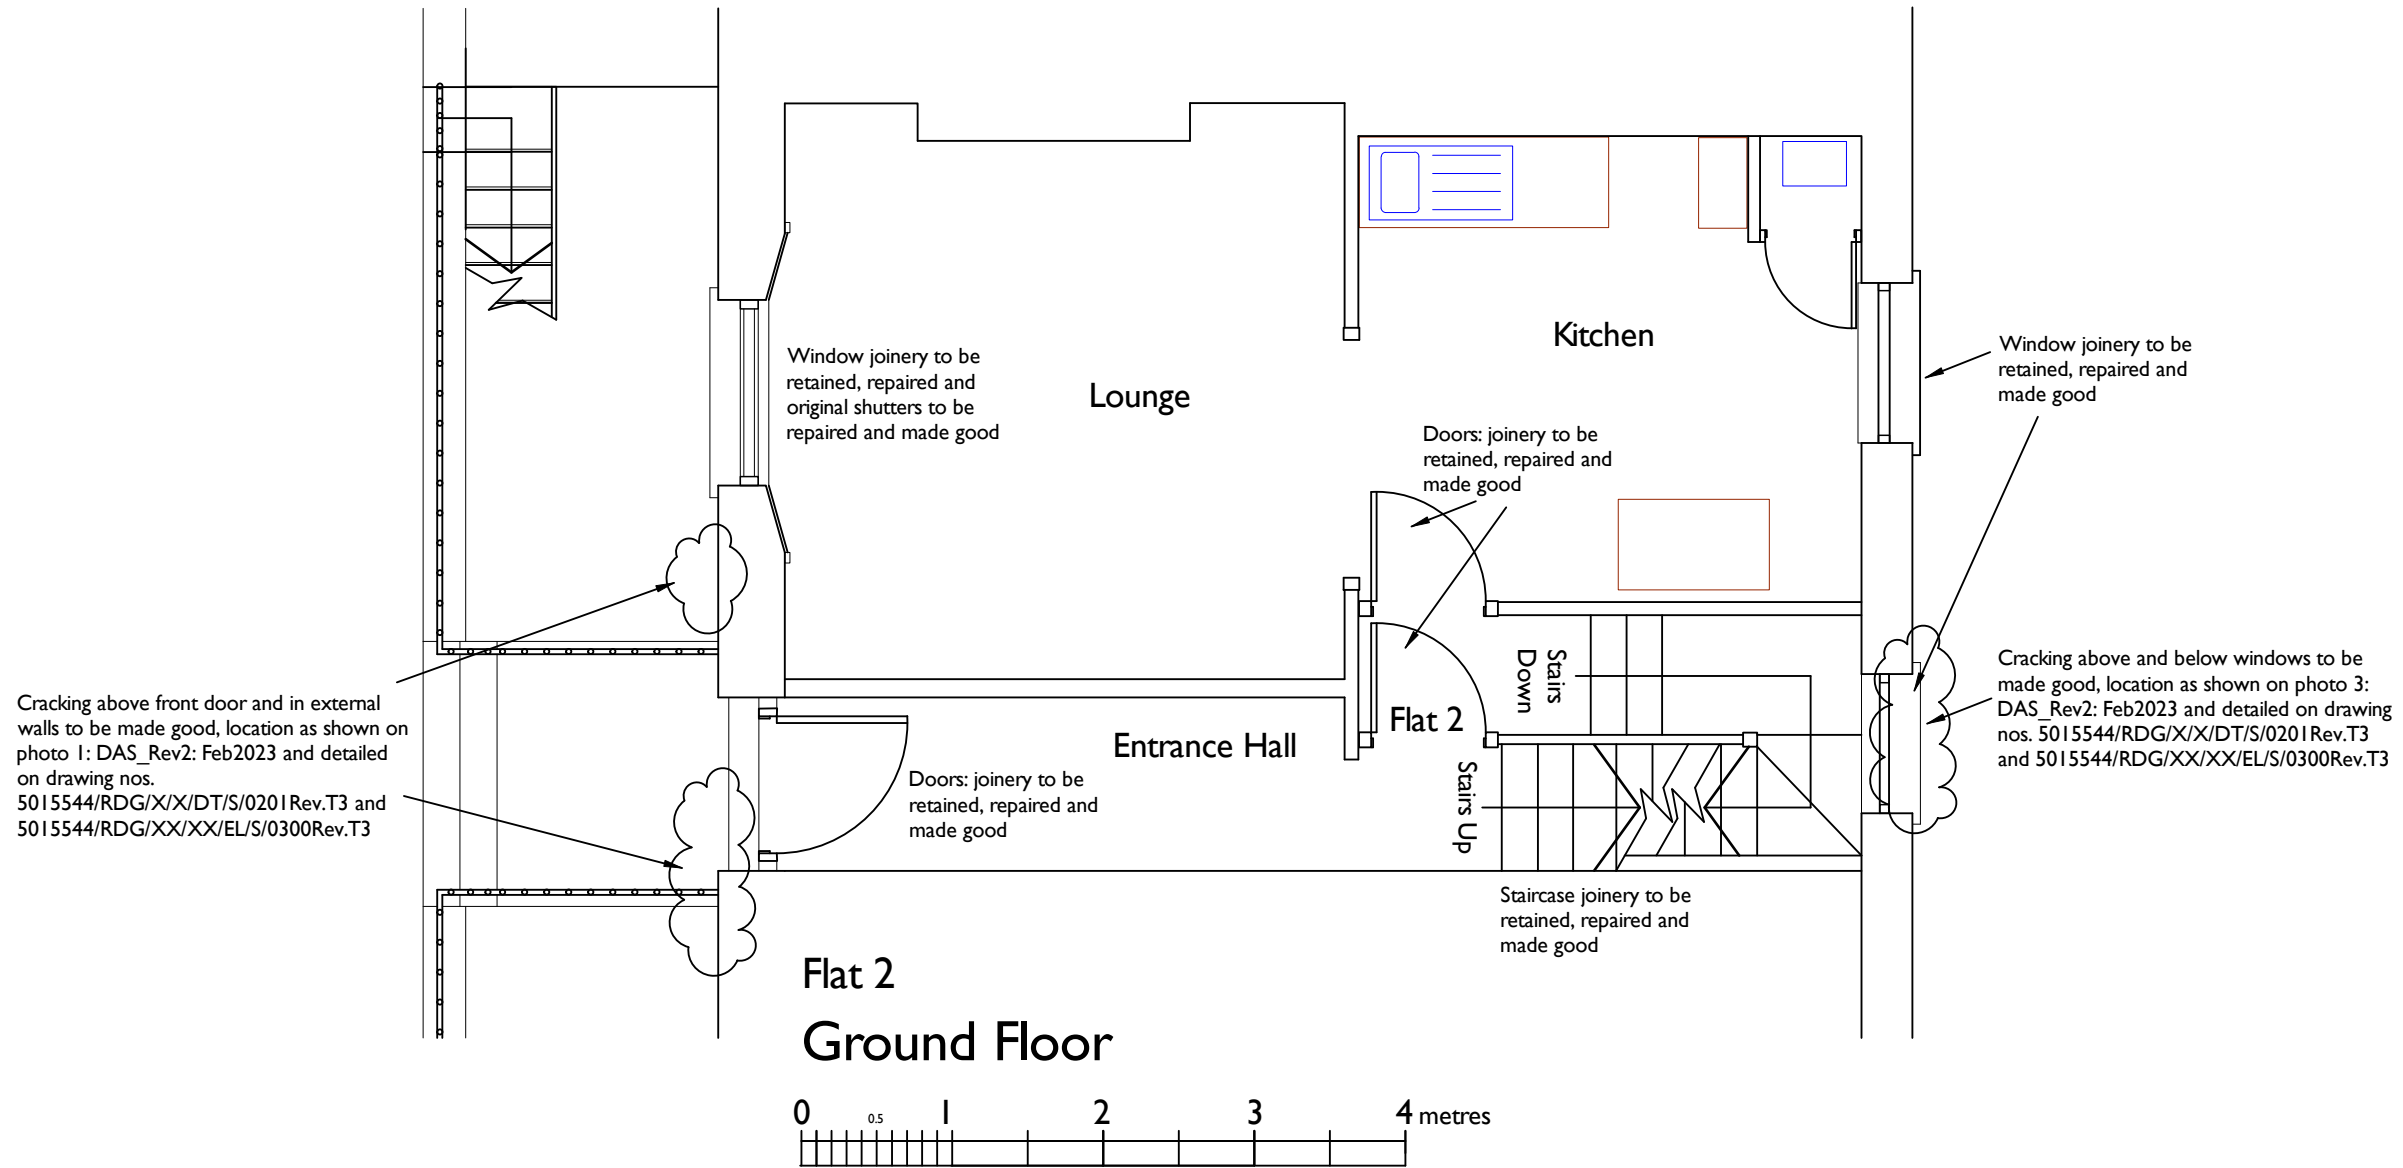 Window joinery to be
retained, repaired and
original shutters to be
repaired and made good
Lounge
Kitchen
Window joinery to be
retained, repaired and
made good
Doors: joinery to be
retained, repaired and
made good
Stairs
Down
Cracking above and below windows to be
made good, location as shown on photo 3:
DAS_Rev2: Feb2023 and detailed on drawing
nos. 5015544/RDG/X/X/DT/S/0201Rev.T3
and 5015544/RDG/XX/XX/EL/S/0300Rev.T3
Cracking above front door and in external
walls to be made good, location as shown on
photo 1: DAS_Rev2: Feb2023 and detailed
on drawing nos.
5015544/RDG/X/X/DT/S/0201Rev.T3 and
5015544/RDG/XX/XX/EL/S/0300Rev.T3
Flat 2
Entrance Hall
Doors: joinery to be
retained, repaired and
made good
Stairs Up
Staircase joinery to be
retained, repaired and
made good
Flat 2
Ground Floor
0 0.5 1 2 3 4 metres